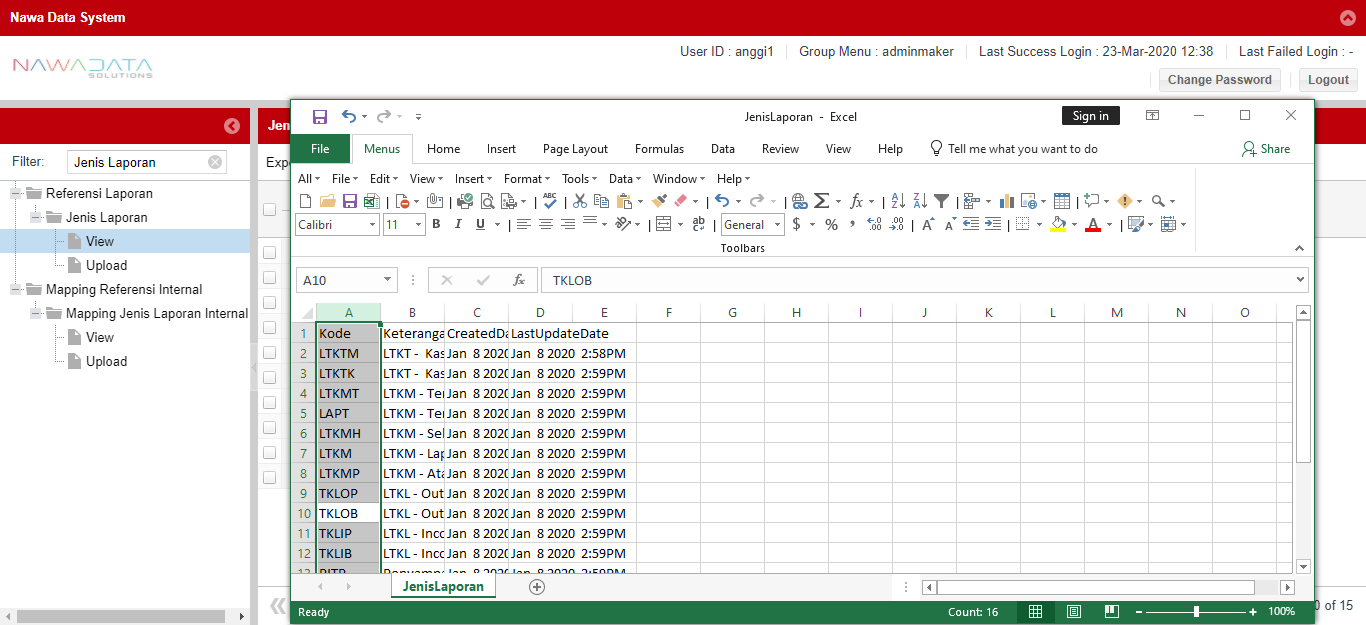 Nawa Data System
NAWADATA
SOLUTIONS
User ID : anggi1
Group Menu : adminmaker
Last Success Login : 23-Mar-2020 12:38
Last Failed Login : -
Change Password
Logout
Filter:
Jenis Laporan
Referensi Laporan
Jenis Laporan
View
Upload
Mapping Referensi Internal
Mapping Jenis Laporan Internal
View
Upload
Jen
Exp
JenisLaporan - Excel
Sign in
File Menus Home Insert Page Layout Formulas Data Review View Help Tell me what you want to do Share
All File Edit View Insert Format Tools Data Window Help
Calibri 11 B I U General $ % ,
Toolbars
A10 fx TKLOB
A B C D E F G H I J K L M N O
1 Kode Keteranga CreatedDa LastUpdateDate
2 LTKTM LTKT - Kas Jan 8 2020 Jan 8 2020 2:58PM
3 LTKTK LTKT - Kas Jan 8 2020 Jan 8 2020 2:59PM
4 LTKMT LTKM - Te Jan 8 2020 Jan 8 2020 2:59PM
5 LAPT LTKM - Te Jan 8 2020 Jan 8 2020 2:59PM
6 LTKMH LTKM - Sel Jan 8 2020 Jan 8 2020 2:59PM
7 LTKM LTKM - Lap Jan 8 2020 Jan 8 2020 2:59PM
8 LTKMP LTKM - Ata Jan 8 2020 Jan 8 2020 2:59PM
9 TKLOP LTKL - Out Jan 8 2020 Jan 8 2020 2:59PM
10 TKLOB LTKL - Out Jan 8 2020 Jan 8 2020 2:59PM
11 TKLIP LTKL - Inco Jan 8 2020 Jan 8 2020 2:59PM
12 TKLIB LTKL - Inco Jan 8 2020 Jan 8 2020 2:59PM
JenisLaporan
Ready
Count: 16
100%
0 of 15